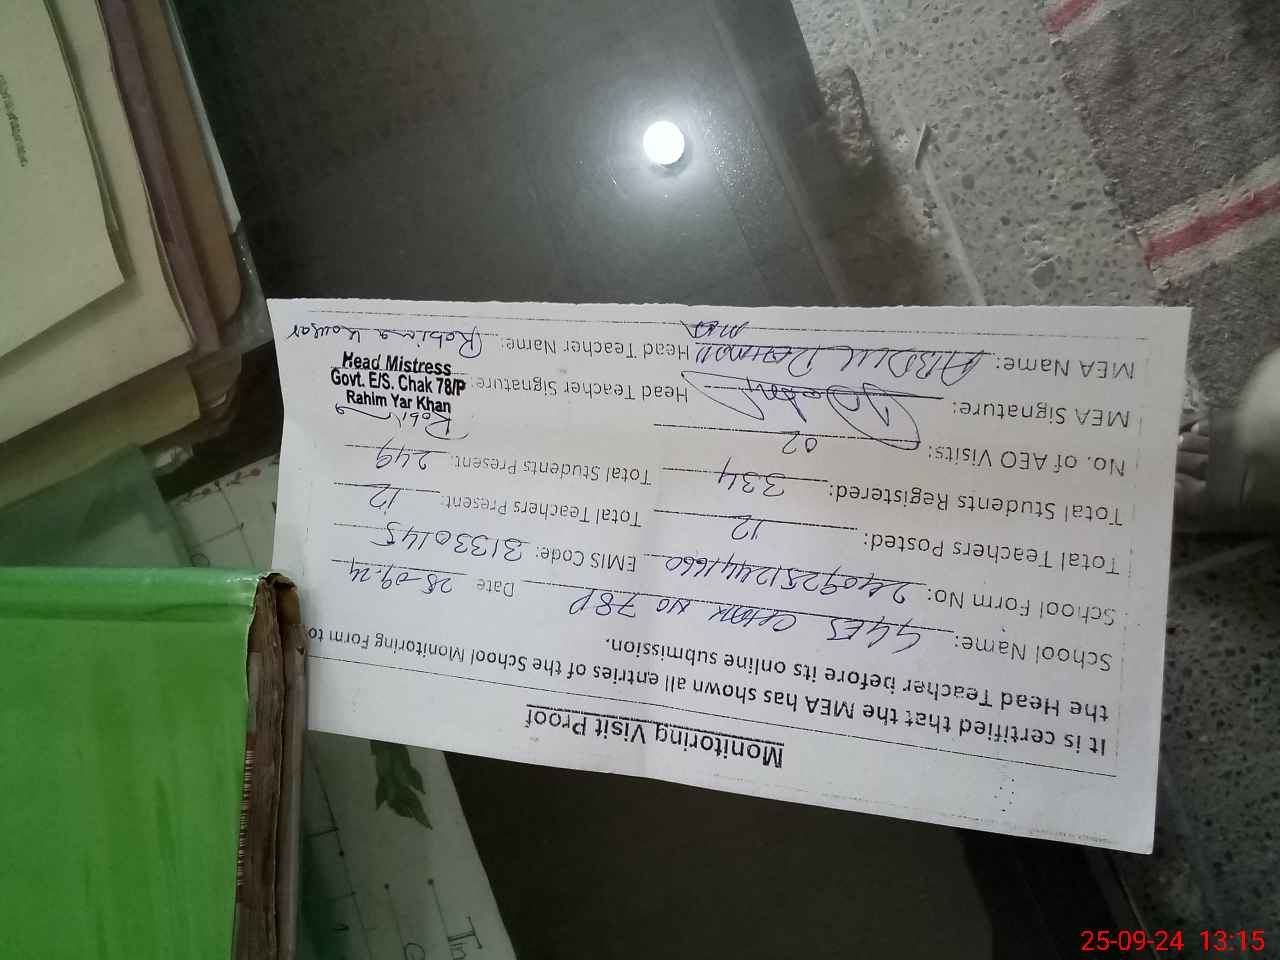 Monitoring Visit Proof
It is certified that the MEA has shown all entries of the School Monitoring Form to
the Head Teacher before its online submission.
School Name: GGES CHAK NO 78P Date 25-09-24
School Form No: 24092512441660 EMIS Code: 31330145
Total Teachers Posted: 12 Total Teachers Present: 12
Total Students Registered: 334 Total Students Present: 249
No. of AEO Visits: 02
MEA Signature: Head Teacher Signature:
MEA Name: ABDUL REHMAN MEA Head Teacher Name: Robina Kousar
Head Mistress
Govt. E/S. Chak 78/P
Rahim Yar Khan
25-09-24 13:15